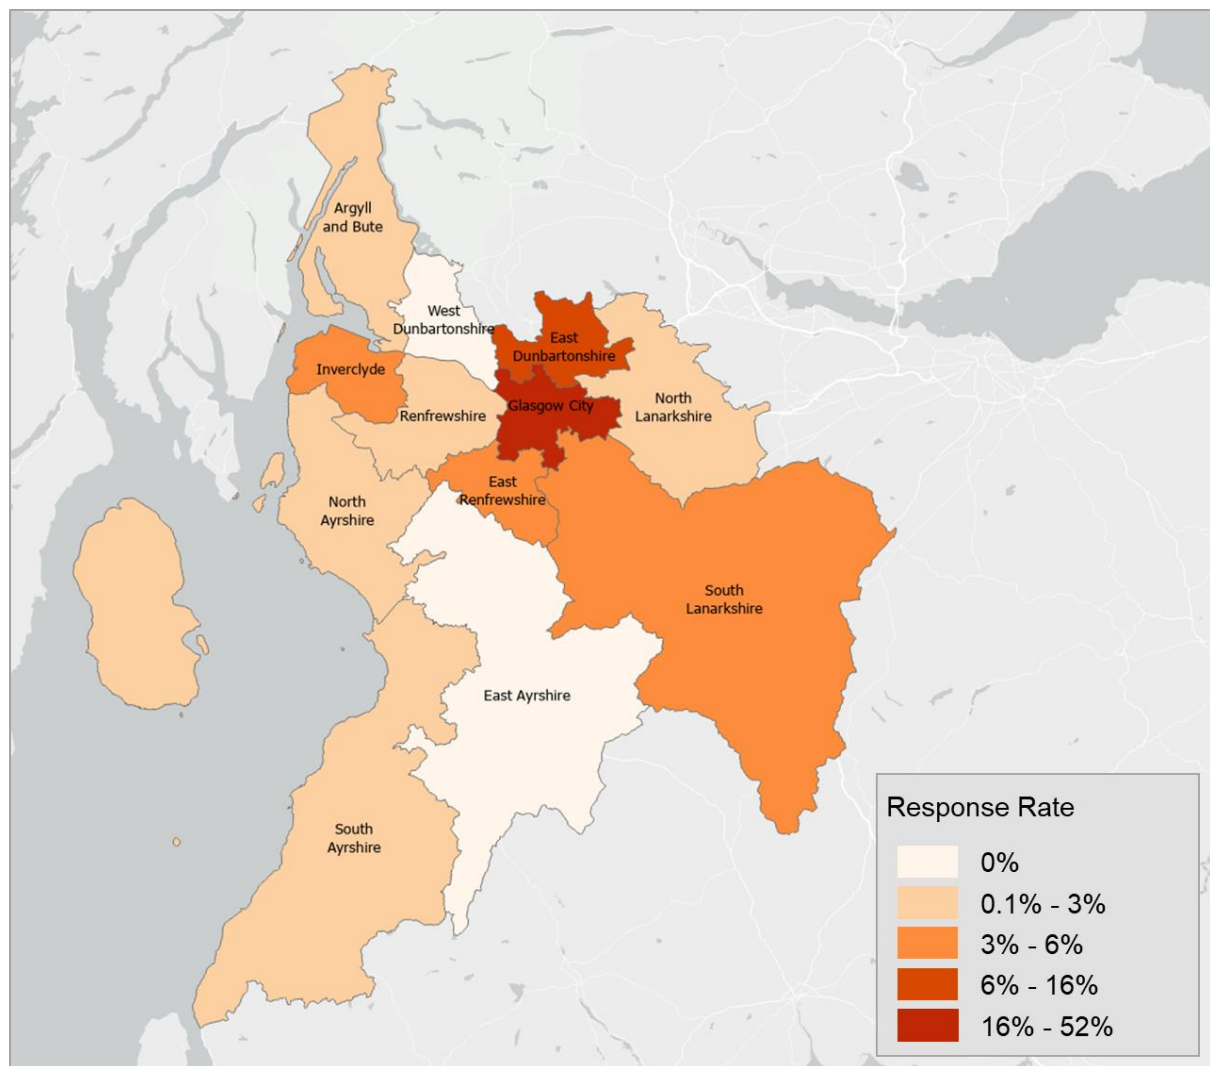 Argyll
and Bute
West
Dunbartonshire
East
Dunbartonshire
Inverclyde
Renfrewshire
Glasgow City
North
Lanarkshire
East
Renfrewshire
North
Ayrshire
South
Lanarkshire
East Ayrshire
South
Ayrshire
Response Rate
0%
0.1% - 3%
3% - 6%
6% - 16%
16% - 52%